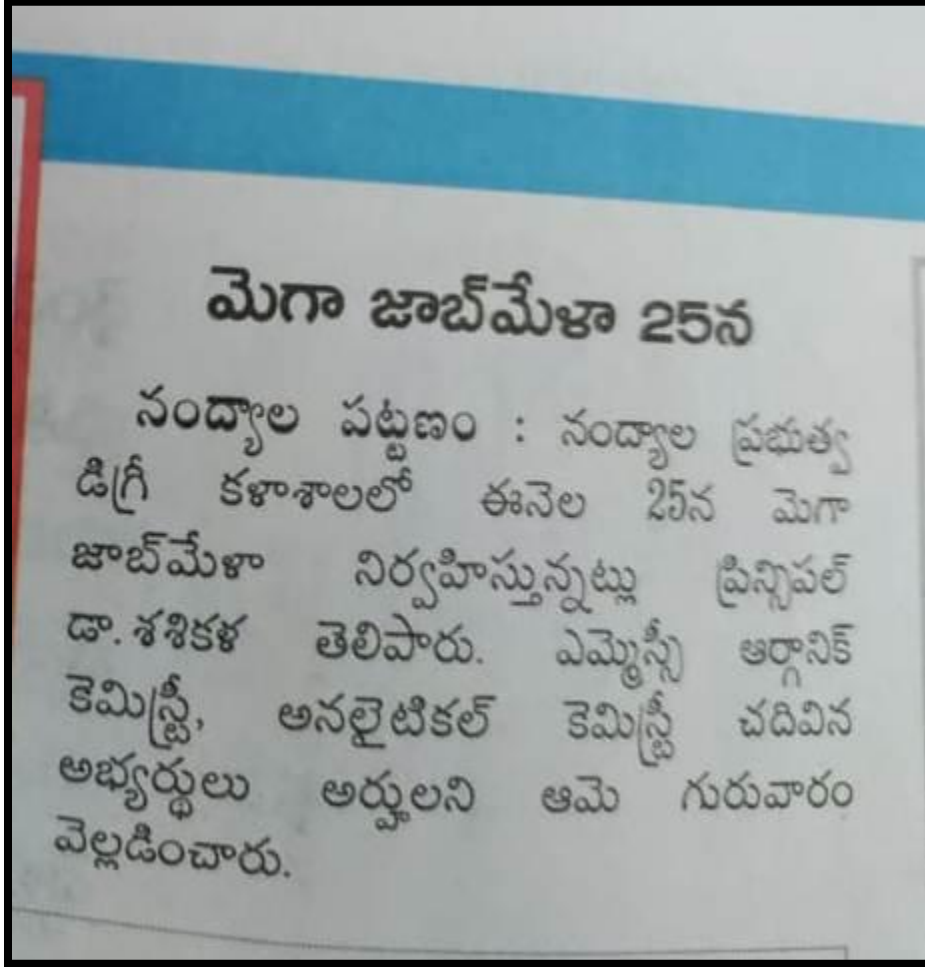 మెగా జాబ్‌మేళా 25న
నంద్యాల పట్టణం : నంద్యాల ప్రభుత్వ
డిగ్రీ కళాశాలలో ఈనెల 25న మెగా
జాబ్‌మేళా నిర్వహిస్తున్నట్లు ప్రిన్సిపల్
డా.శశికళ తెలిపారు. ఎమ్మెస్సీ ఆర్గానిక్
కెమిస్ట్రీ, అనలైటికల్ కెమిస్ట్రీ చదివిన
అభ్యర్థులు అర్హులని ఆమె గురువారం
వెల్లడించారు.